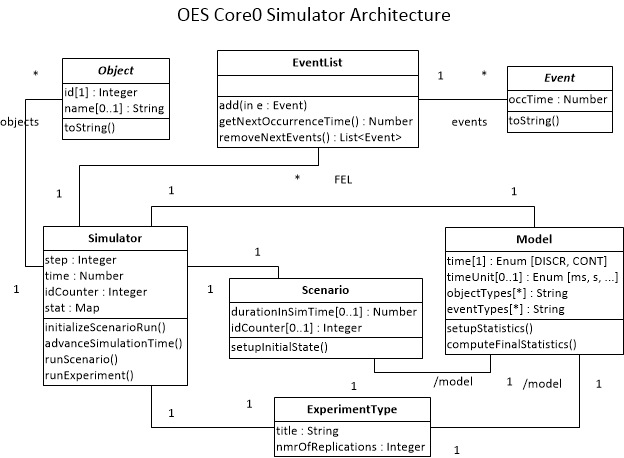 OES Core0 Simulator Architecture
Object
id[1] : Integer
name[0..1] : String
toString()
*
objects
1
EventList
add(in e : Event)
getNextOccurrenceTime() : Number
removeNextEvents() : List<Event>
1
*
events
Event
occTime : Number
toString()
*
FEL
1
1
1
Simulator
step : Integer
time : Number
idCounter : Integer
stat : Map
initializeScenarioRun()
advanceSimulationTime()
runScenario()
runExperiment()
1
1
Scenario
durationInSimTime[0..1] : Number
idCounter[0..1] : Integer
setupInitialState()
Model
time[1] : Enum [DISCR, CONT]
timeUnit[0..1] : Enum [ms, s, ...]
objectTypes[*] : String
eventTypes[*] : String
setupStatistics()
computeFinalStatistics()
1
/model
1
/model
1
1
1
ExperimentType
title : String
nmrOfReplications : Integer
1